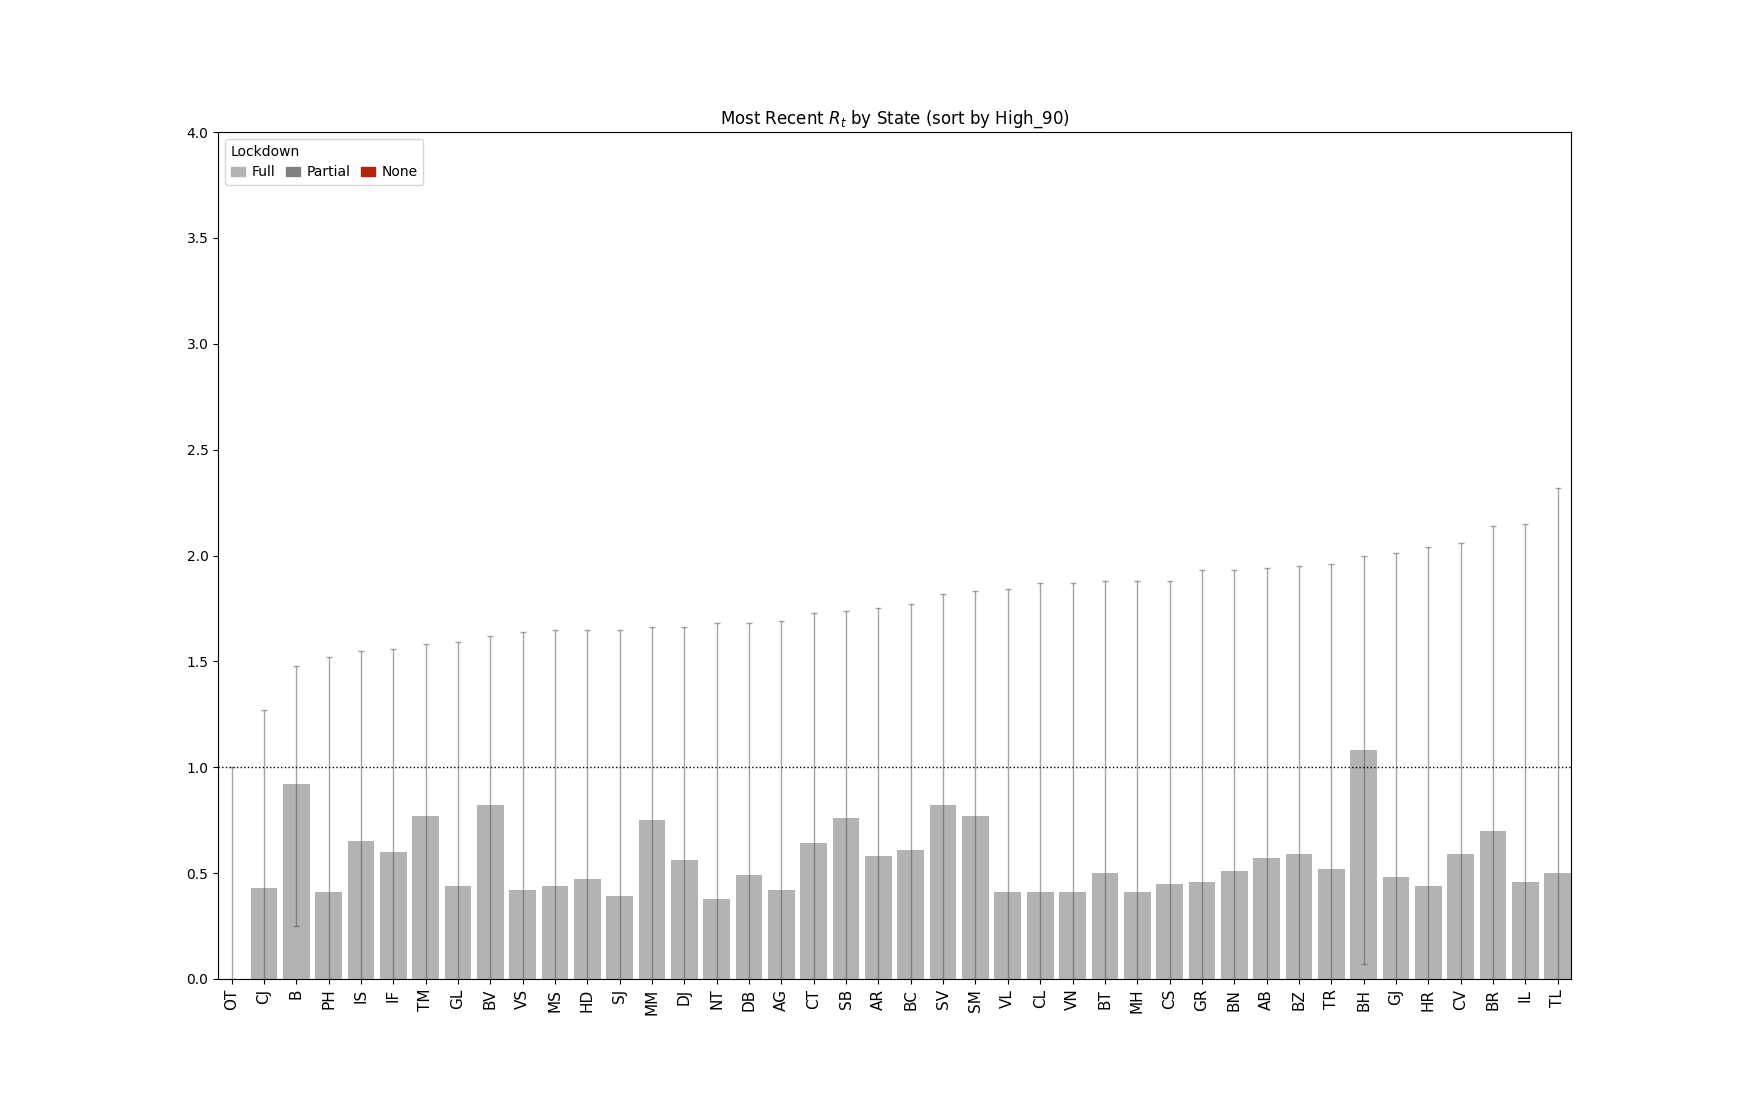 Most Recent Rt by State (sort by High_90)
Lockdown
Full Partial None
4.0
3.5
3.0
2.5
2.0
1.5
1.0
0.5
0.0
OT CJ B PH IS IF TM GL BV VS MS HD SJ MM DJ NT DB AG CT SB AR BC SV SM VL CL VN BT MH CS GR BN AB BZ TR BH GJ HR CV BR IL TL